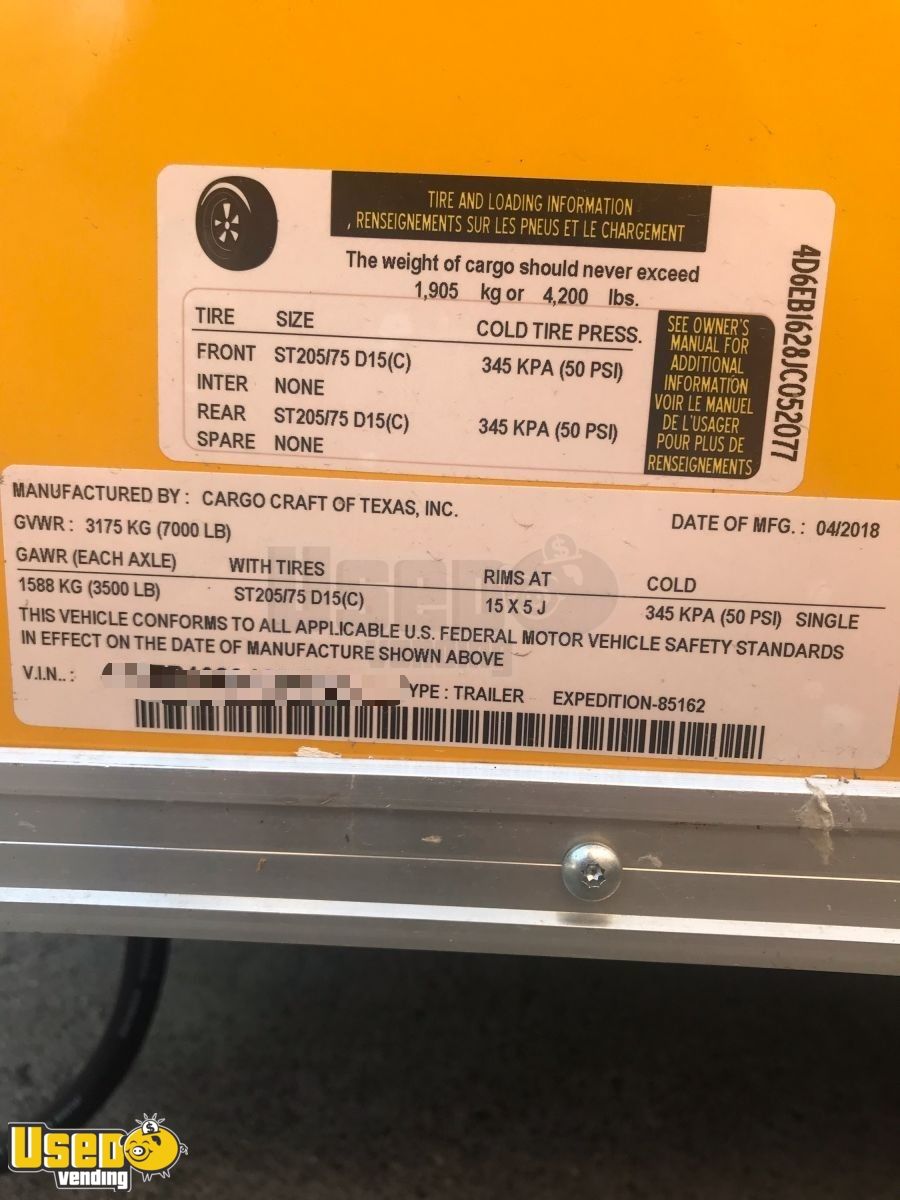 TIRE AND LOADING INFORMATION
RENSEIGNEMENTS SUR LES PNEUS ET LE CHARGEMENT
The weight of cargo should never exceed
1,905 kg or 4,200 lbs.
TIRE SIZE COLD TIRE PRESS.
FRONT ST205/75 D15(C) 345 KPA (50 PSI)
INTER NONE
REAR ST205/75 D15(C) 345 KPA (50 PSI)
SPARE NONE
SEE OWNER'S
MANUAL FOR
ADDITIONAL
INFORMATION
VOIR LE MANUEL
DE L'USAGER
POUR PLUS DE
RENSEIGNEMENTS
4D6EB1628JC052077
MANUFACTURED BY : CARGO CRAFT OF TEXAS, INC.
GVWR : 3175 KG (7000 LB) DATE OF MFG. : 04/2018
GAWR (EACH AXLE) WITH TIRES RIMS AT COLD
1588 KG (3500 LB) ST205/75 D15(C) 15 X 5 J 345 KPA (50 PSI) SINGLE
THIS VEHICLE CONFORMS TO ALL APPLICABLE U.S. FEDERAL MOTOR VEHICLE SAFETY STANDARDS
IN EFFECT ON THE DATE OF MANUFACTURE SHOWN ABOVE
V.I.N.. :
YPE : TRAILER EXPEDITION-85162
USED
vending